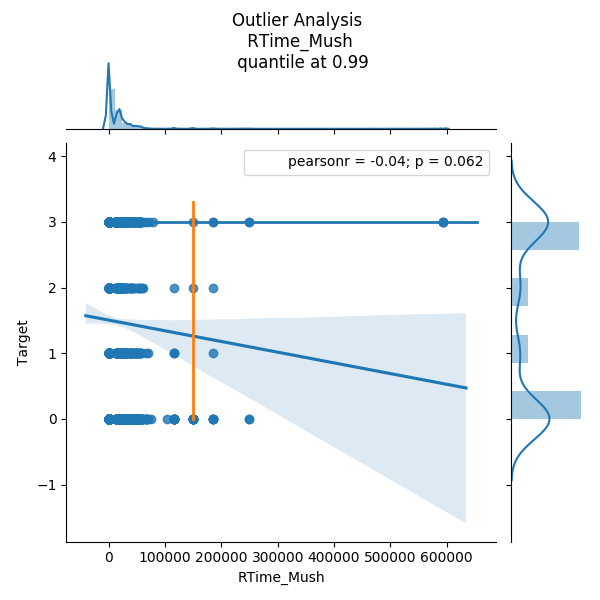 Outlier Analysis
RTime_Mush
quantile at 0.99
pearsonr = -0.04; p = 0.062
4
3
2
1
0
−1
Target
0 100000 200000 300000 400000 500000 600000
RTime_Mush